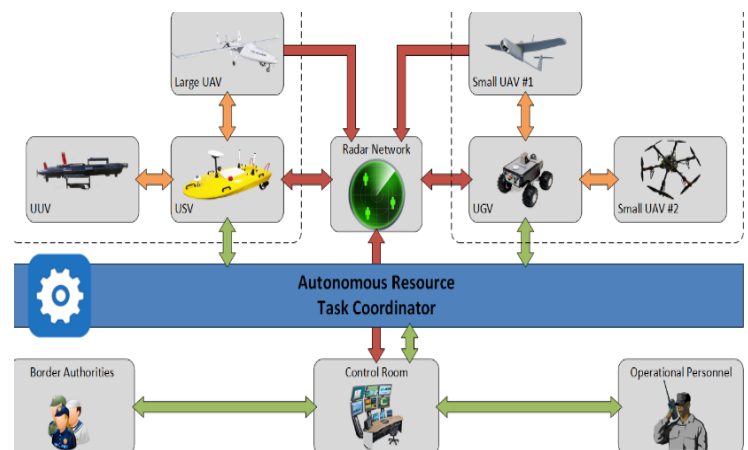 Large UAV
Small UAV #1
Radar Network
UUV
USV
UGV
Small UAV #2
Autonomous Resource
Task Coordinator
Border Authorities
Control Room
Operational Personnel